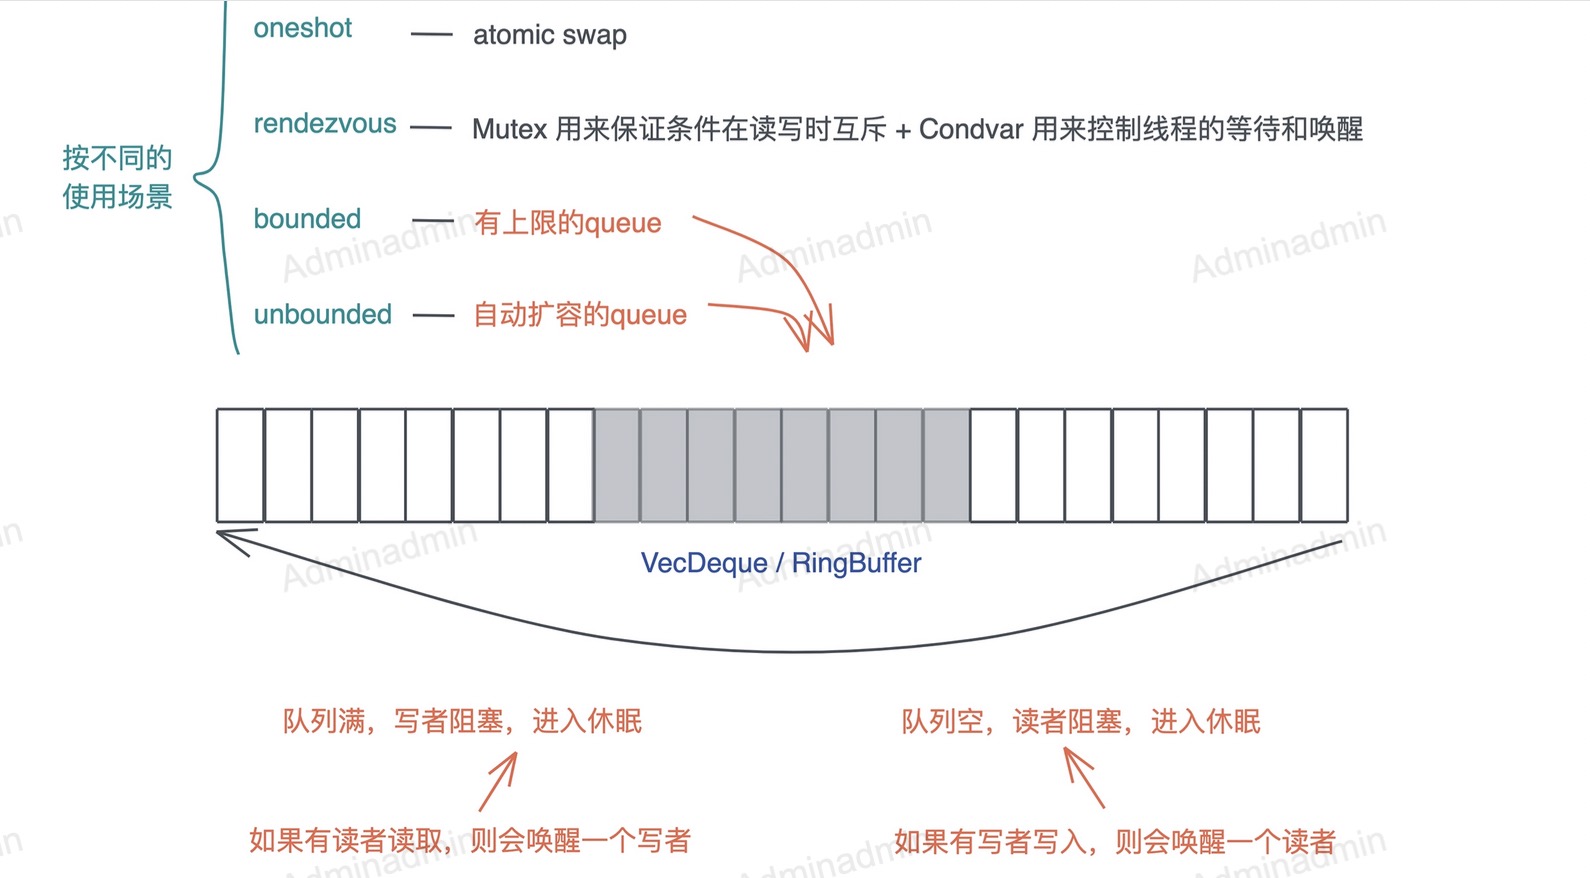 oneshot
atomic swap
rendezvous
Mutex 用来保证条件在读写时互斥 + Condvar 用来控制线程的等待和唤醒
按不同的
使用场景
bounded
有上限的queue
unbounded
自动扩容的queue
VecDeque / RingBuffer
队列满，写者阻塞，进入休眠
队列空，读者阻塞，进入休眠
如果有读者读取，则会唤醒一个写者
如果有写者写入，则会唤醒一个读者
Adminadmin
Adminadmin
Adminadmin
Adminadmin
Adminadmin
Adminadmin
Adminadmin
Adminadmin
Adminadmin